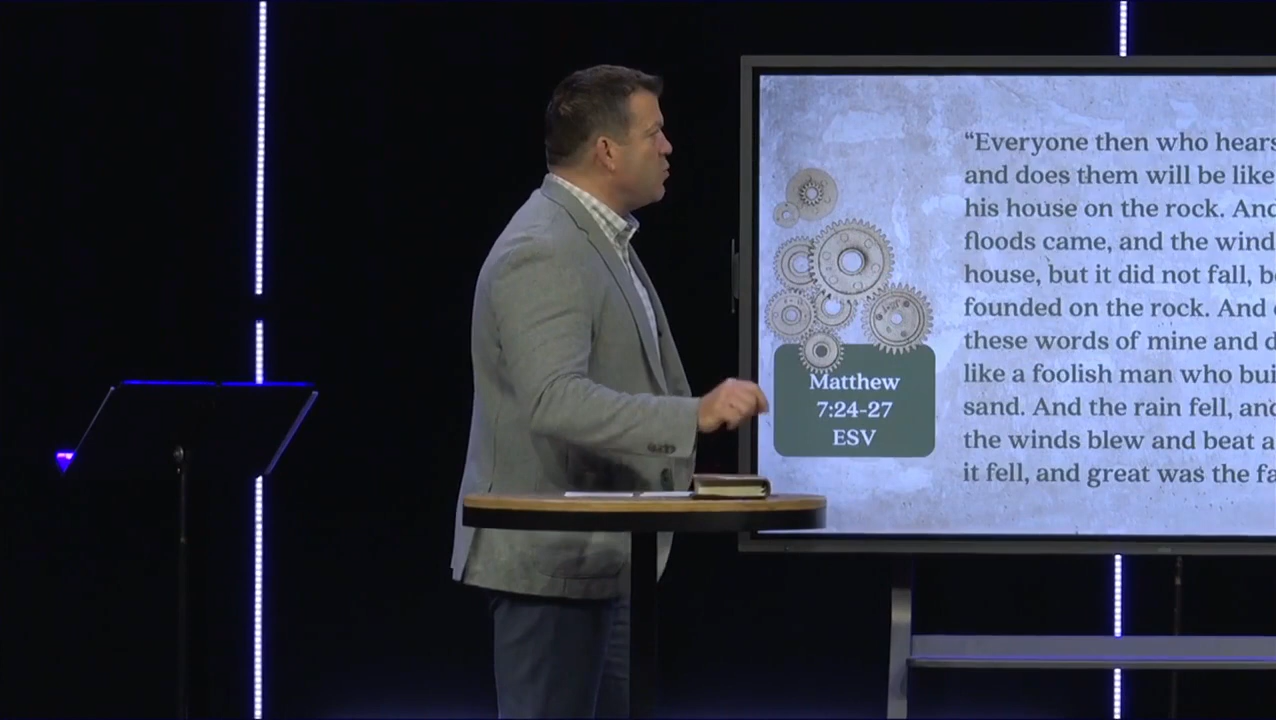 “Everyone then who hears
and does them will be like
his house on the rock. And
floods came, and the wind
house, but it did not fall, b
founded on the rock. And
these words of mine and d
like a foolish man who bui
sand. And the rain fell, and
the winds blew and beat a
it fell, and great was the fa
Matthew
7:24-27
ESV